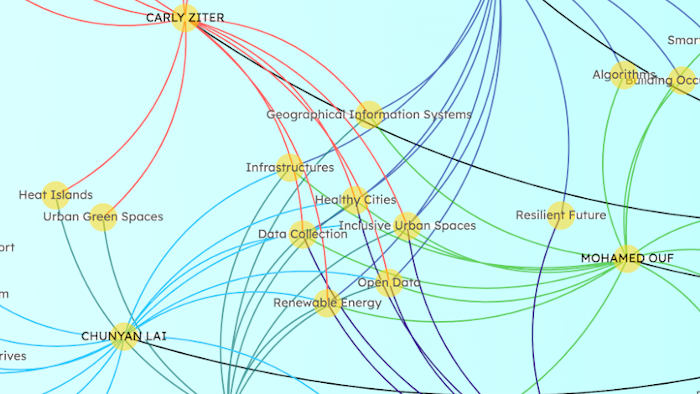 CARLY ZITER
Smar
Algorithms
Building Occ
Geographical Information Systems
Infrastructures
Heat Islands
Healthy Cities
Urban Green Spaces
Resilient Future
Inclusive Urban Spaces
Data Collection
ort
MOHAMED OUF
Open Data
m
Renewable Energy
CHUNYAN LAI
rives